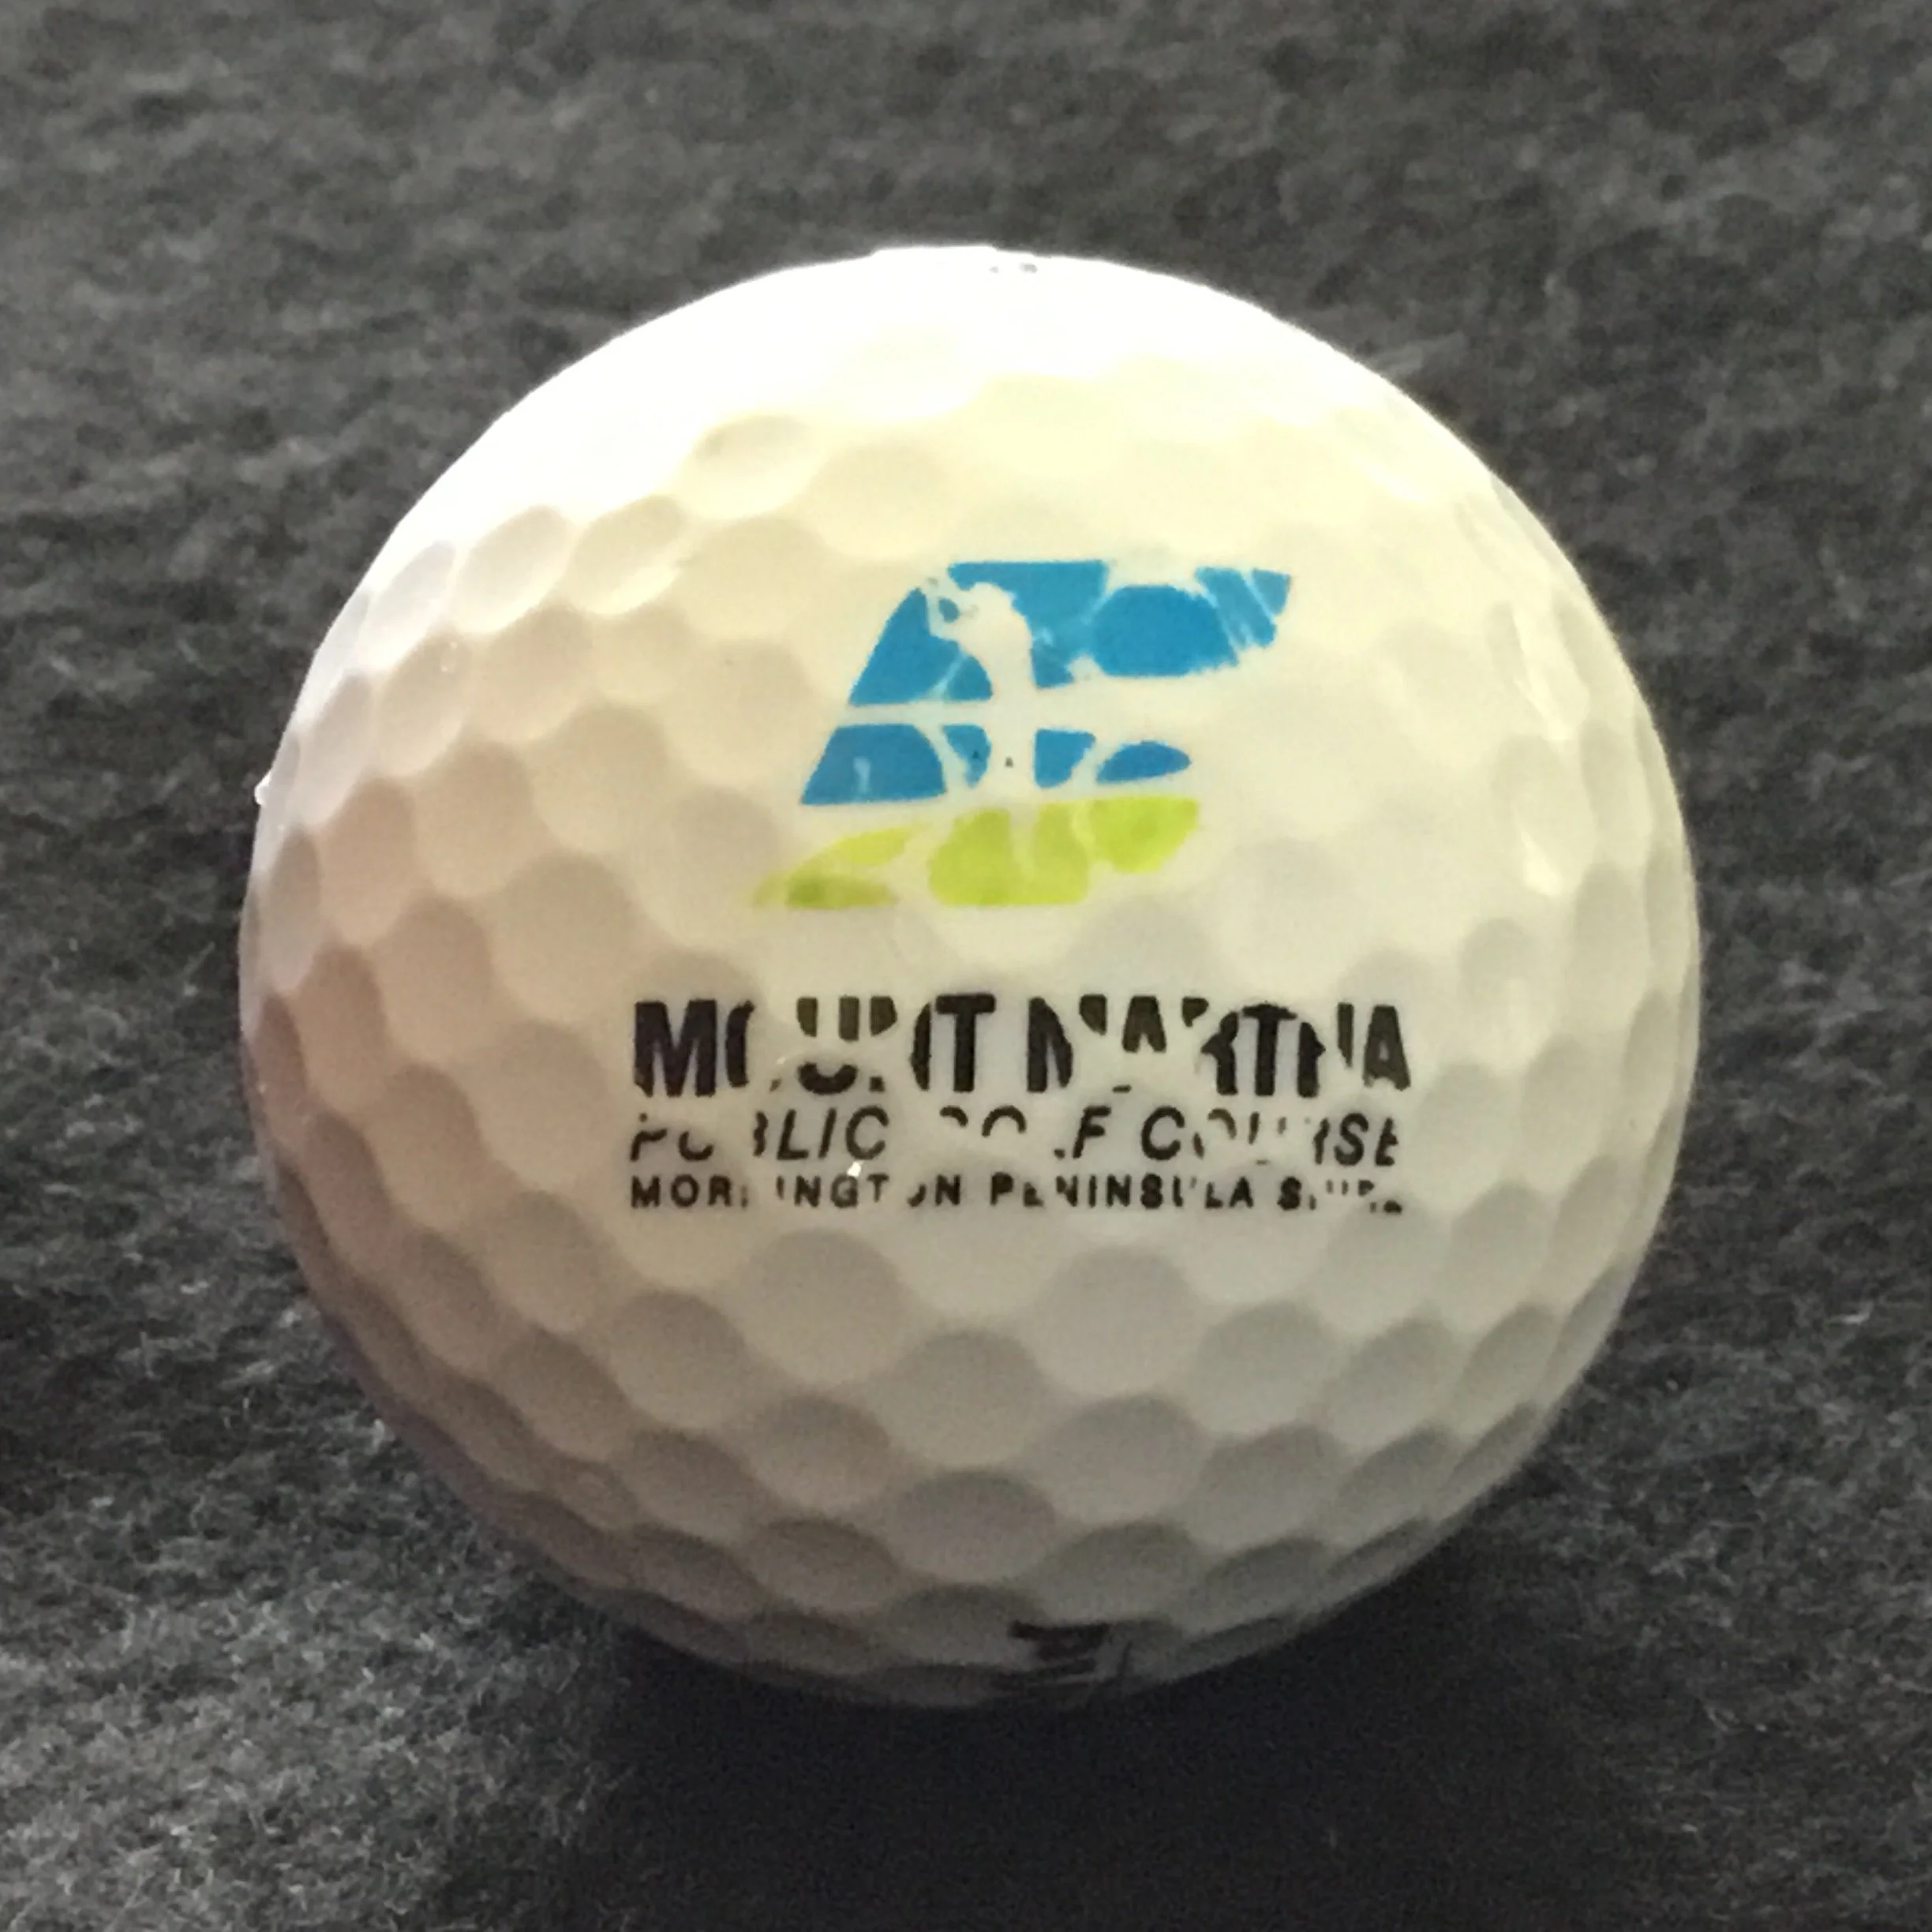 MOUNT MARTHA
PUBLIC GOLF COURSE
MORNINGTON PENINSULA SHIRE